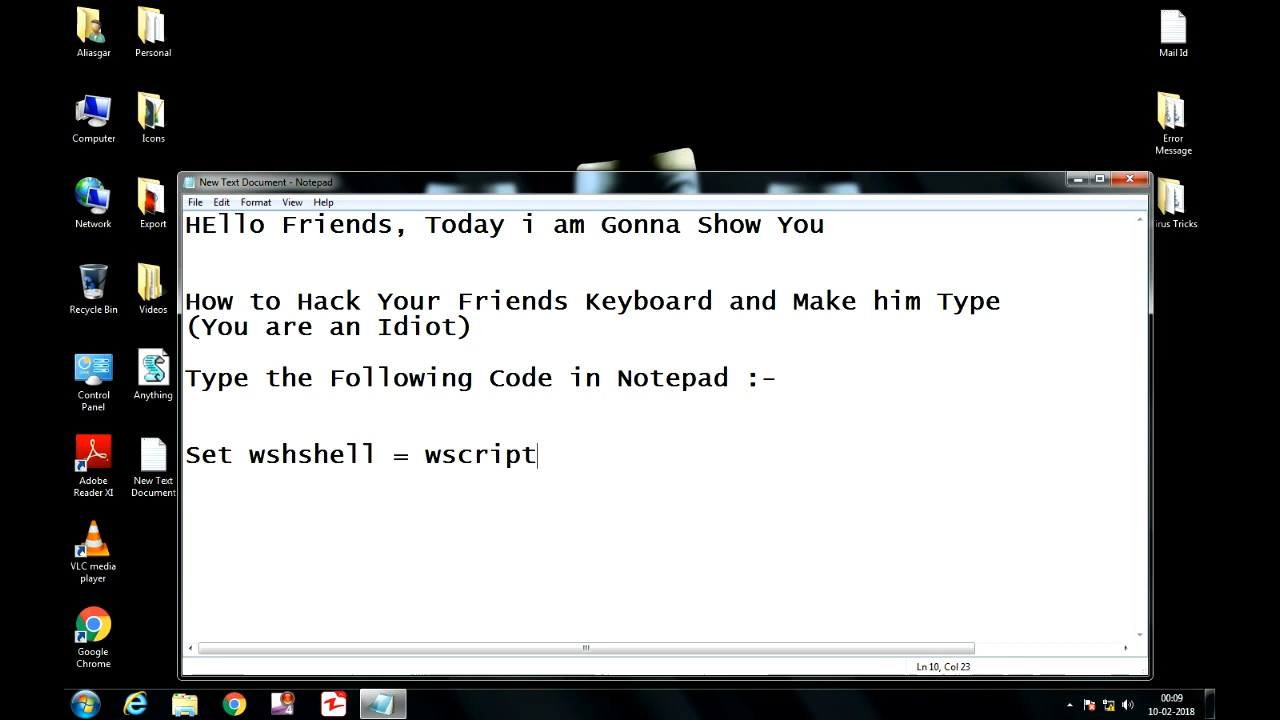 Aliasgar
Personal
Mail Id
Computer
Icons
Error
Message
Network
Export
irus Tricks
Recycle Bin
Videos
Control
Panel
Anything
Adobe
Reader XI
New Text
Document
VLC media
player
Google
Chrome
New Text Document - Notepad
File Edit Format View Help
HEllo Friends, Today i am Gonna Show You
How to Hack Your Friends Keyboard and Make him Type
(You are an Idiot)
Type the Following Code in Notepad :-
Set wshshell = wscript
Ln 10, Col 23
4
00:09
10-02-2018